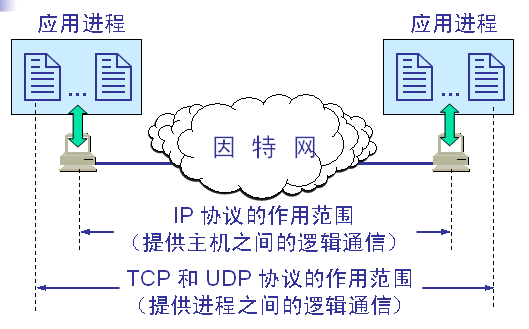 应用进程 应用进程
… …
因特网
IP 协议的作用范围
（提供主机之间的逻辑通信）
TCP 和 UDP 协议的作用范围
（提供进程之间的逻辑通信）